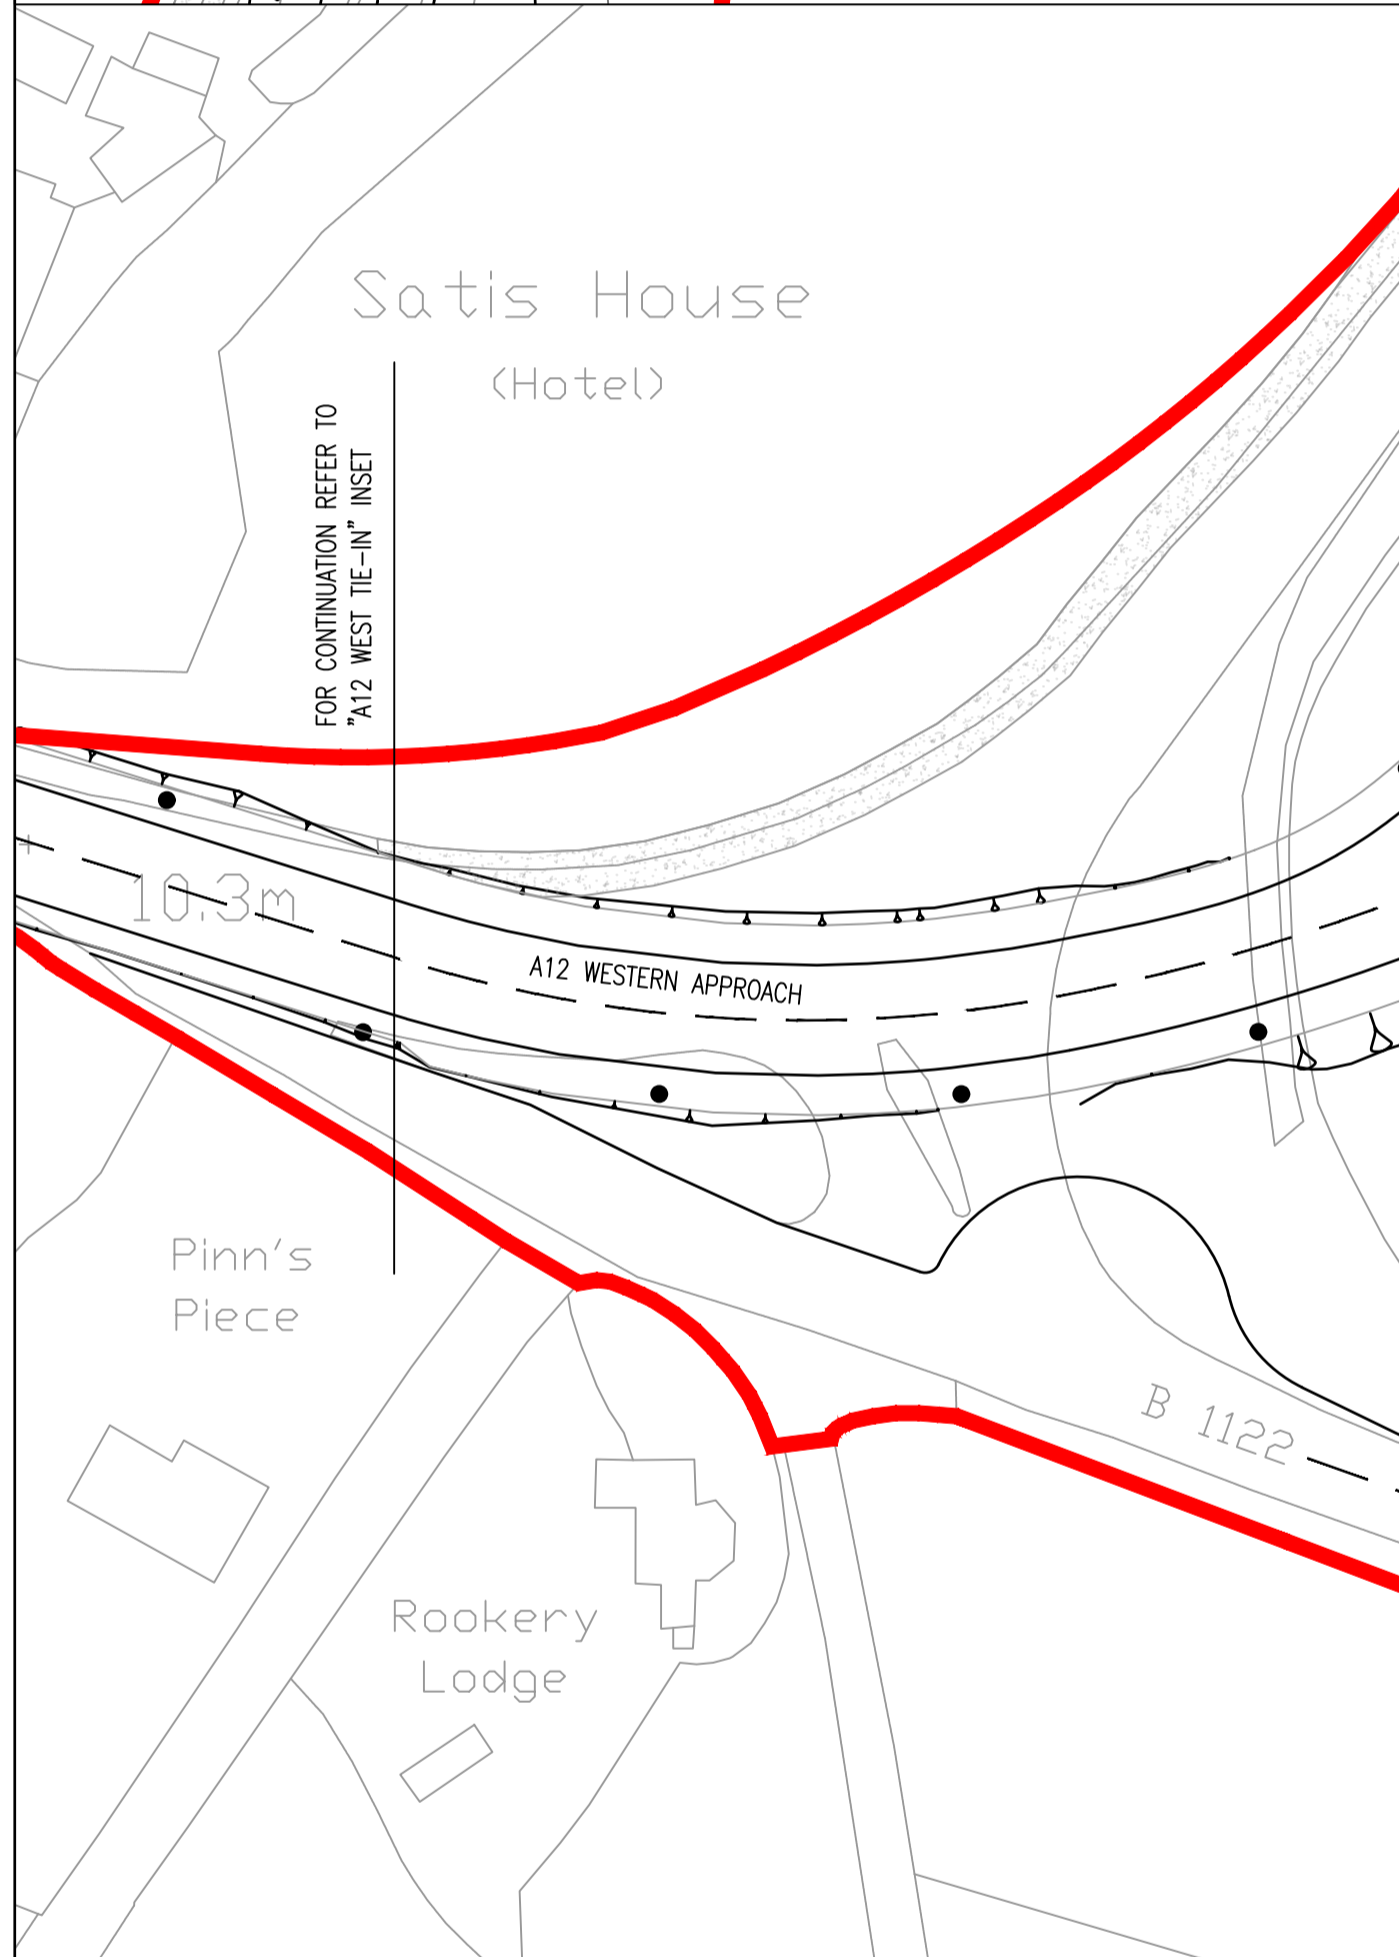 Satis House
(Hotel)
FOR CONTINUATION REFER TO
"A12 WEST TIE-IN" INSET
10.3m
A12 WESTERN APPROACH
Pinn's
Piece
B 1122
Rookery
Lodge